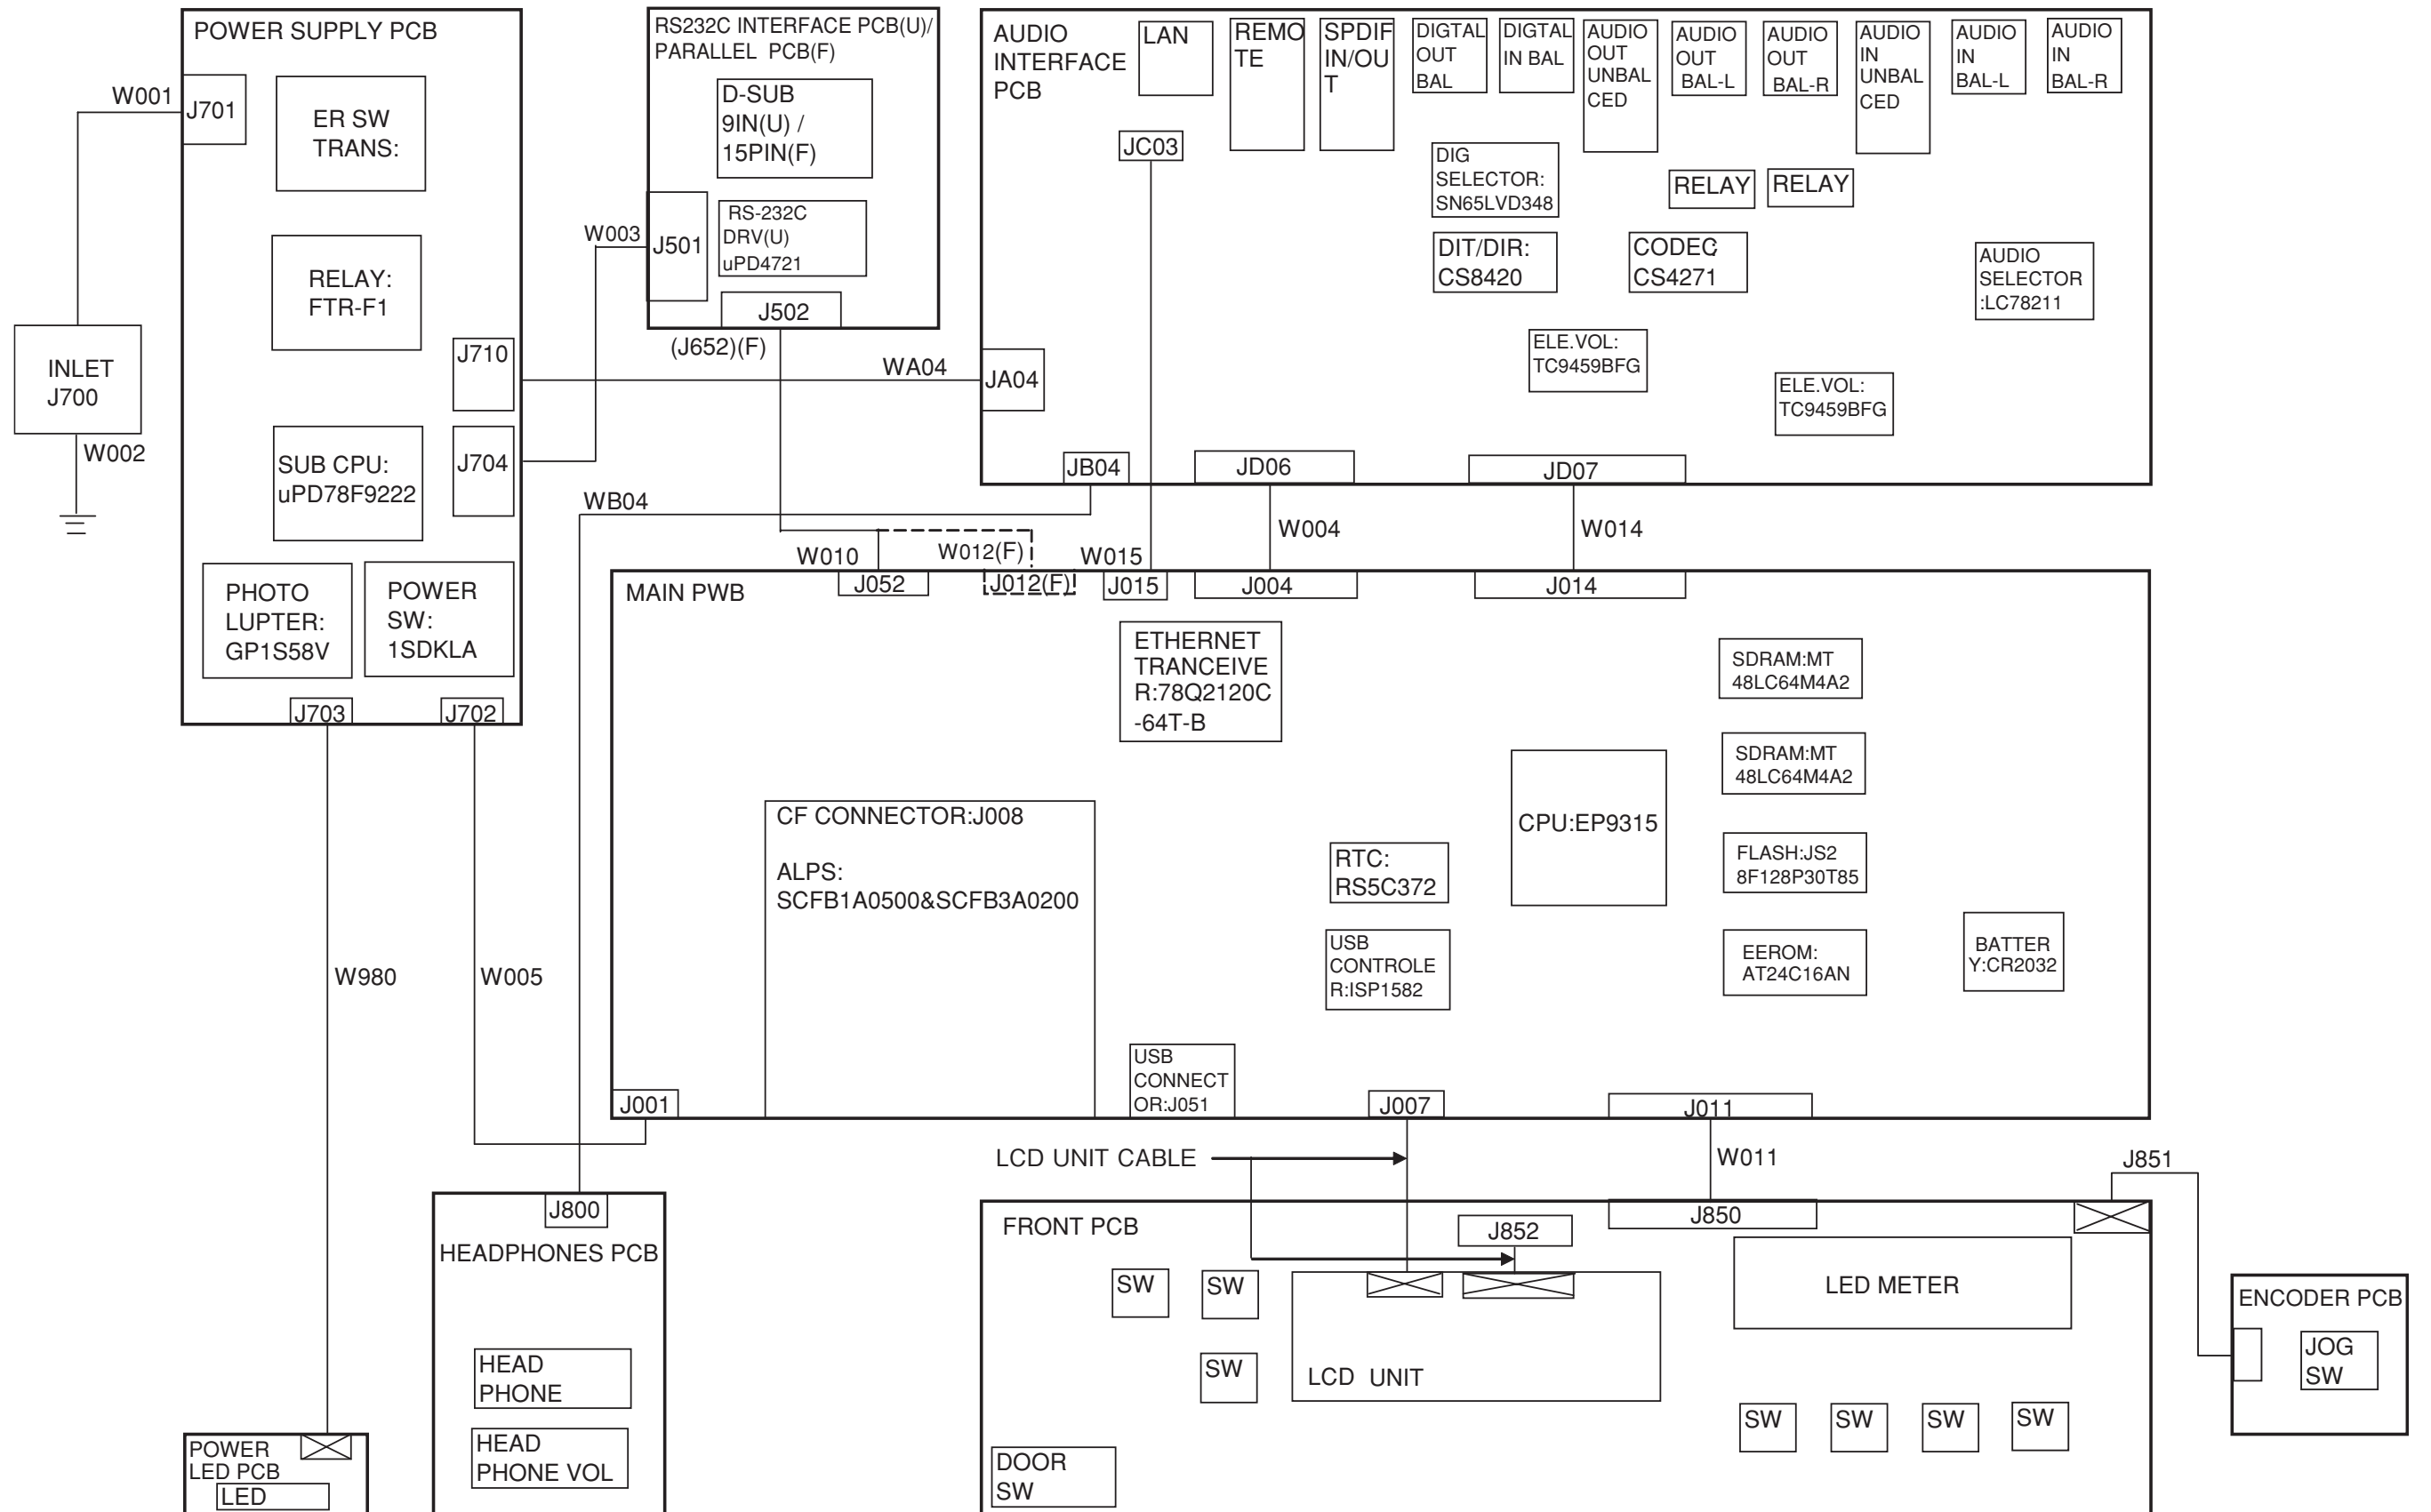 POWER SUPPLY PCB
W001
J701
ER SW
TRANS:
RELAY:
FTR-F1
INLET
J700
W002
J710
J704
SUB CPU:
uPD78F9222
PHOTO
LUPTER:
GP1S58V
POWER
SW:
1SDKLA
J703
J702
RS232C INTERFACE PCB(U)/
PARALLEL PCB(F)
D-SUB
9IN(U) /
15PIN(F)
W003
J501
RS-232C
DRV(U)
uPD4721
J502
(J652)(F)
WA04
WB04
AUDIO
INTERFACE
PCB
LAN
REMO
TE
SPDIF
IN/OU
T
DIGTAL
OUT
BAL
DIGTAL
IN BAL
AUDIO
OUT
UNBAL
CED
AUDIO
OUT
BAL-L
AUDIO
OUT
BAL-R
AUDIO
IN
UNBAL
CED
AUDIO
IN
BAL-L
AUDIO
IN
BAL-R
JC03
DIG
SELECTOR:
SN65LVD348
RELAY
RELAY
DIT/DIR:
CS8420
CODEC:
CS4271
AUDIO
SELECTOR
:LC78211
ELE.VOL:
TC9459BFG
ELE.VOL:
TC9459BFG
JA04
JB04
JD06
JD07
W004
W014
W010
W012(F)
W015
MAIN PWB
J052
J012(F)
J015
J004
J014
ETHERNET
TRANCEIVE
R:78Q2120C
-64T-B
SDRAM:MT
48LC64M4A2
SDRAM:MT
48LC64M4A2
CPU:EP9315
CF CONNECTOR:J008
ALPS:
SCFB1A0500&SCFB3A0200
RTC:
RS5C372
FLASH:JS2
8F128P30T85
USB
CONTROLE
R:ISP1582
EEROM:
AT24C16AN
BATTER
Y:CR2032
W980
W005
J001
USB
CONNECT
OR:J051
J007
J011
LCD UNIT CABLE
W011
J851
J800
HEADPHONES PCB
HEAD
PHONE
HEAD
PHONE VOL
POWER
LED PCB
LED
FRONT PCB
J852
J850
SW
SW
SW
LCD UNIT
LED METER
SW
SW
SW
SW
DOOR
SW
ENCODER PCB
JOG
SW